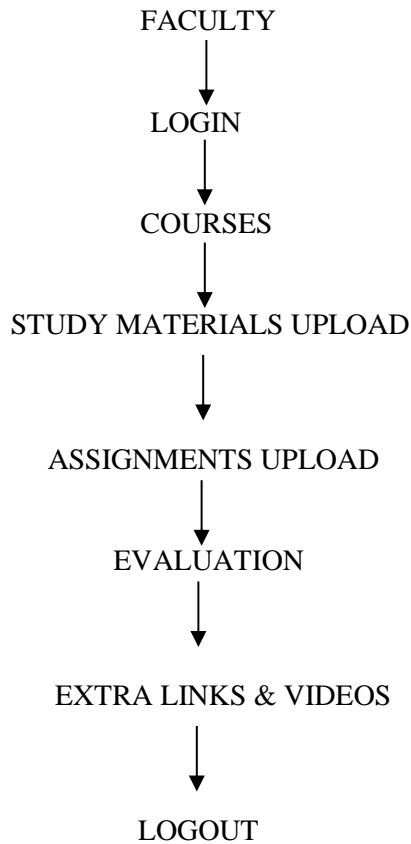 FACULTY
LOGIN
COURSES
STUDY MATERIALS UPLOAD
ASSIGNMENTS UPLOAD
EVALUATION
EXTRA LINKS & VIDEOS
LOGOUT